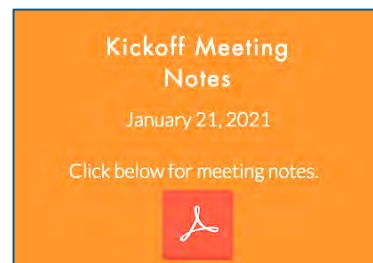 Kickoff Meeting
Notes
January 21, 2021
Click below for meeting notes.